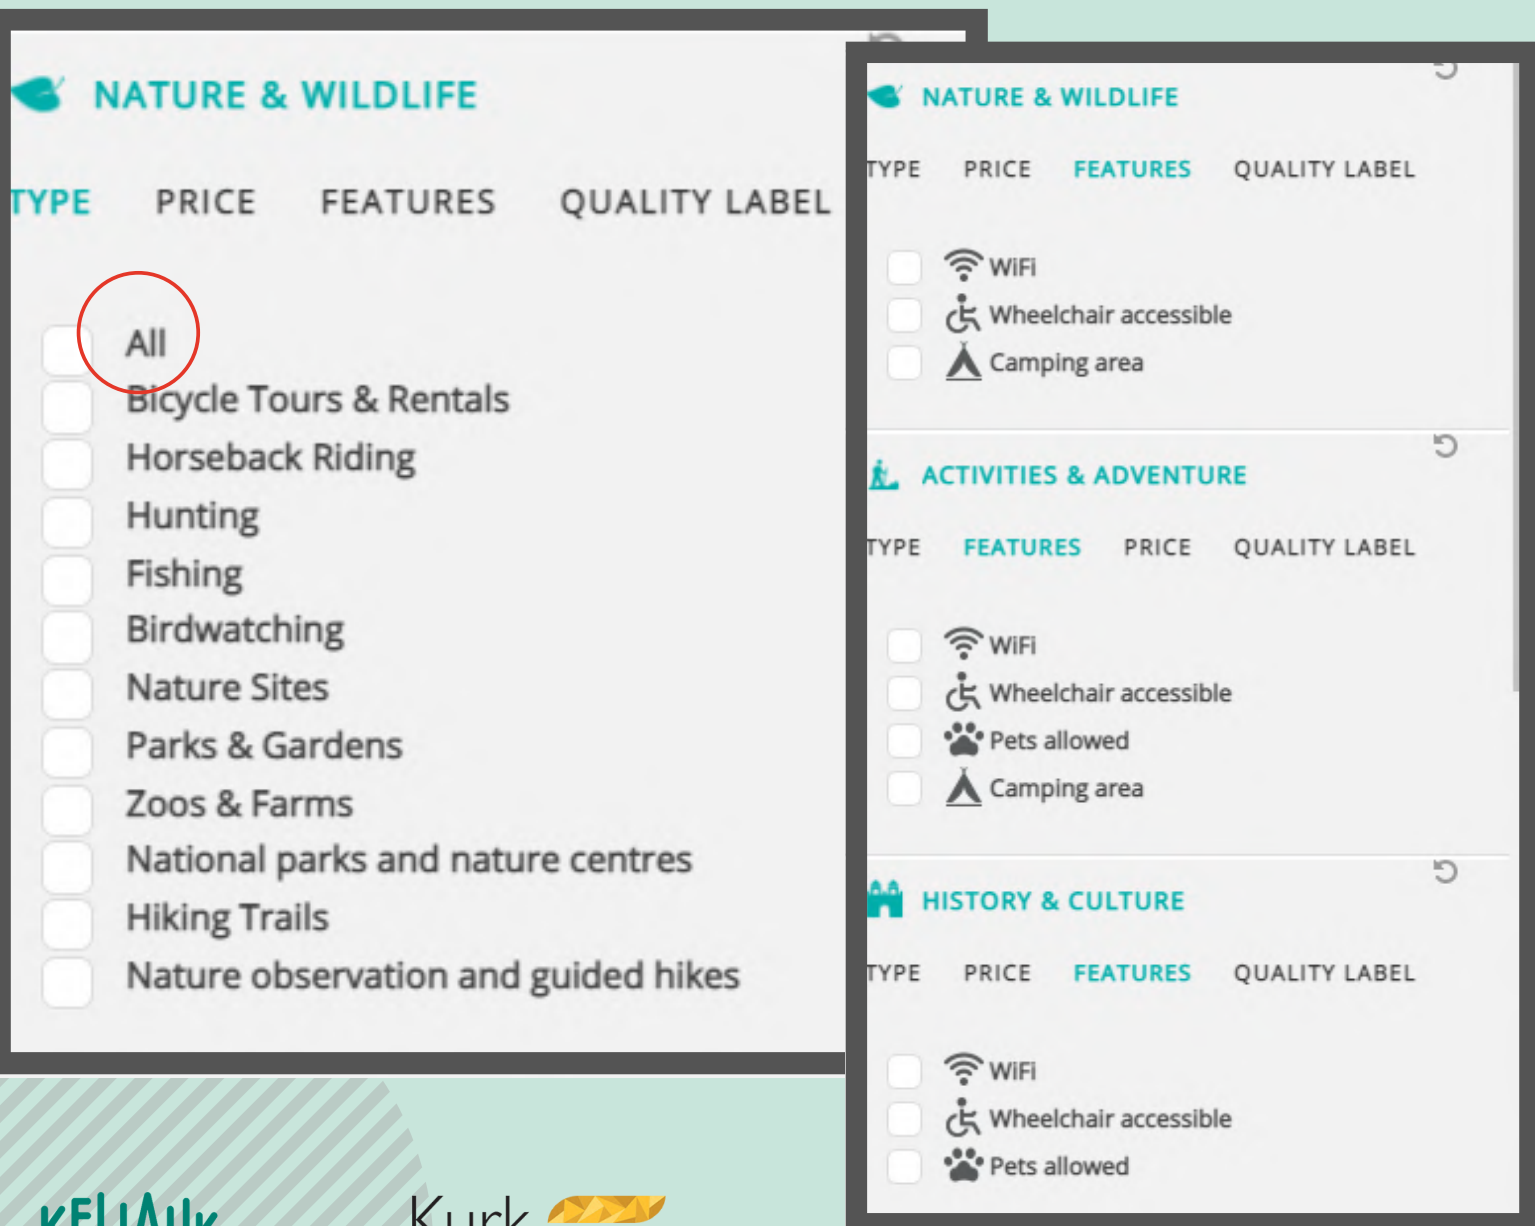 NATURE & WILDLIFE
TYPE PRICE FEATURES QUALITY LABEL
All
Bicycle Tours & Rentals
Horseback Riding
Hunting
Fishing
Birdwatching
Nature Sites
Parks & Gardens
Zoos & Farms
National parks and nature centres
Hiking Trails
Nature observation and guided hikes
NATURE & WILDLIFE
TYPE PRICE FEATURES QUALITY LABEL
WiFi
Wheelchair accessible
Camping area
ACTIVITIES & ADVENTURE
TYPE FEATURES PRICE QUALITY LABEL
WiFi
Wheelchair accessible
Pets allowed
Camping area
HISTORY & CULTURE
TYPE PRICE FEATURES QUALITY LABEL
WiFi
Wheelchair accessible
Pets allowed
Kurk